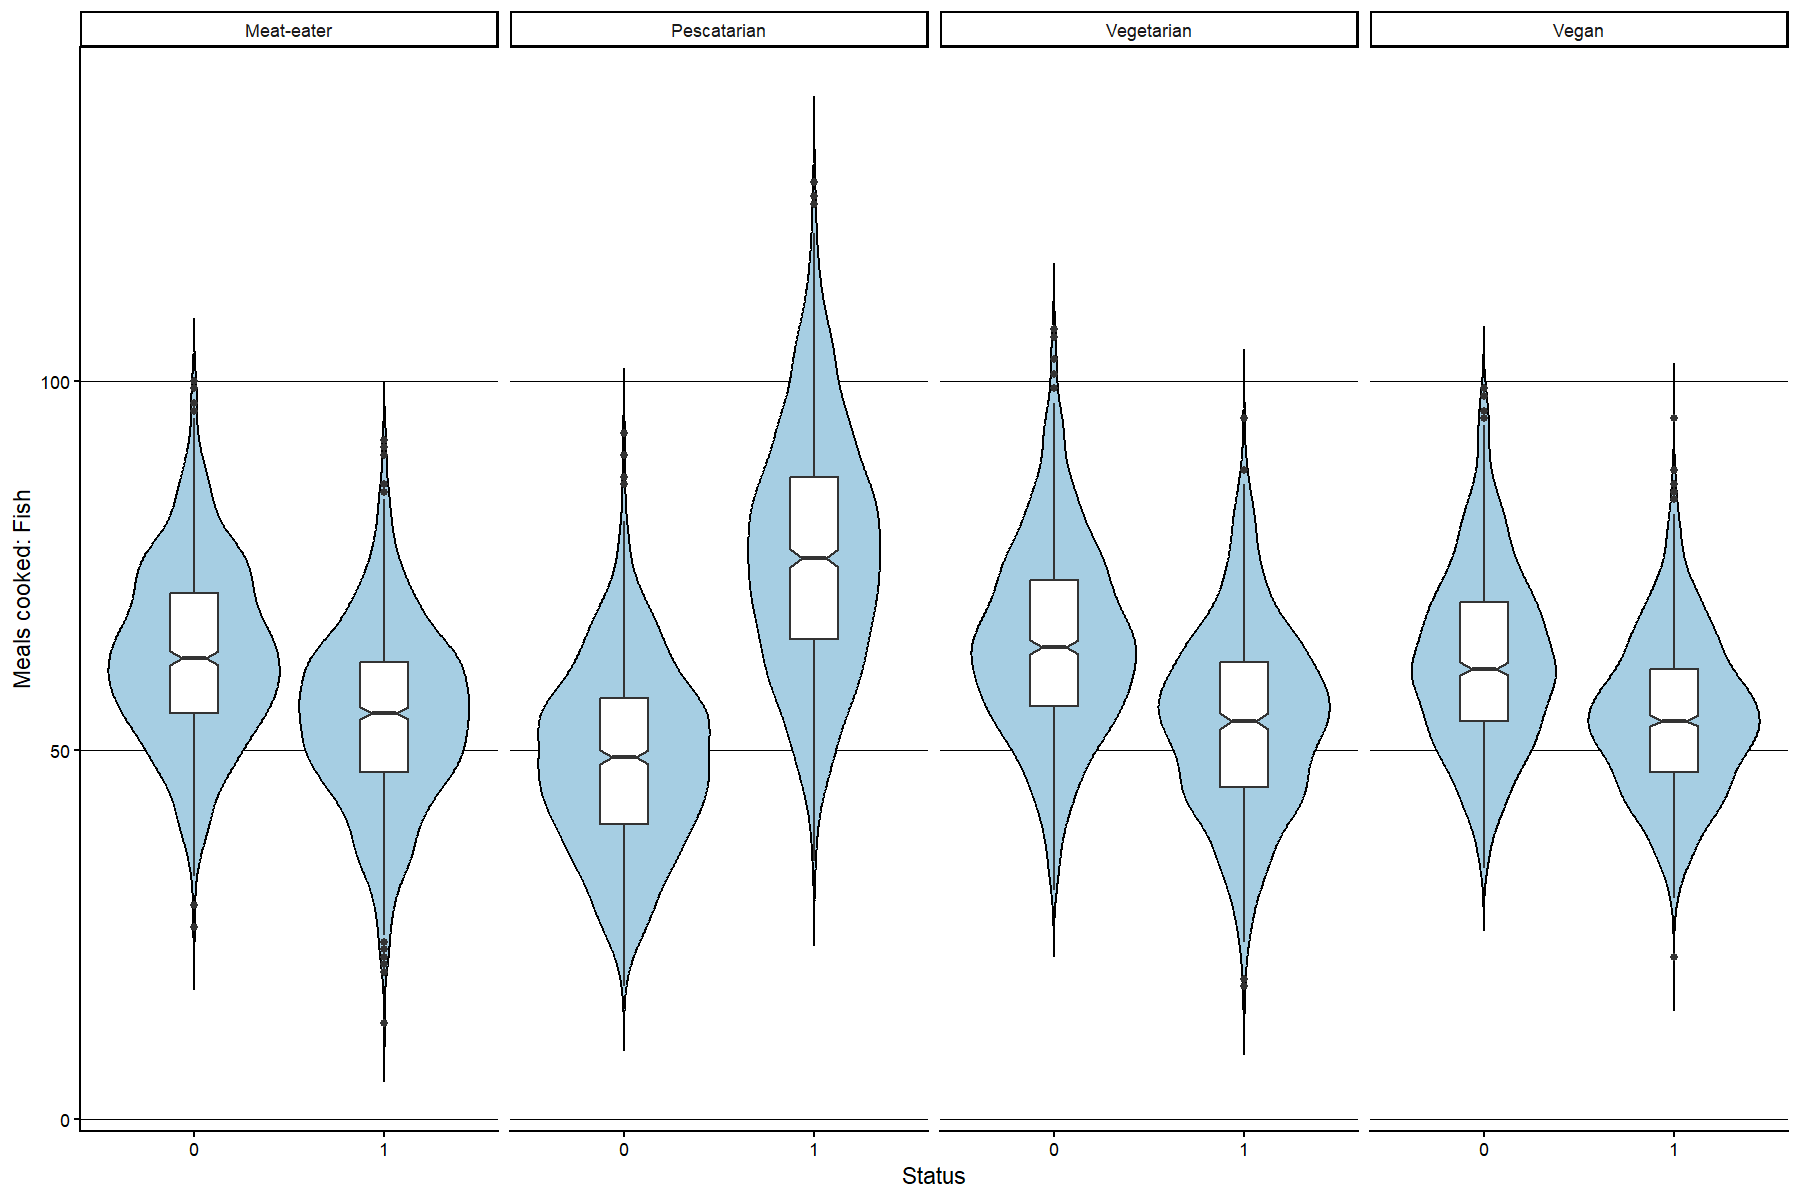 Meat-eater Pescatarian Vegetarian Vegan
Meals cooked: Fish
100
50
0
0 1 0 1 0 1 0 1
Status